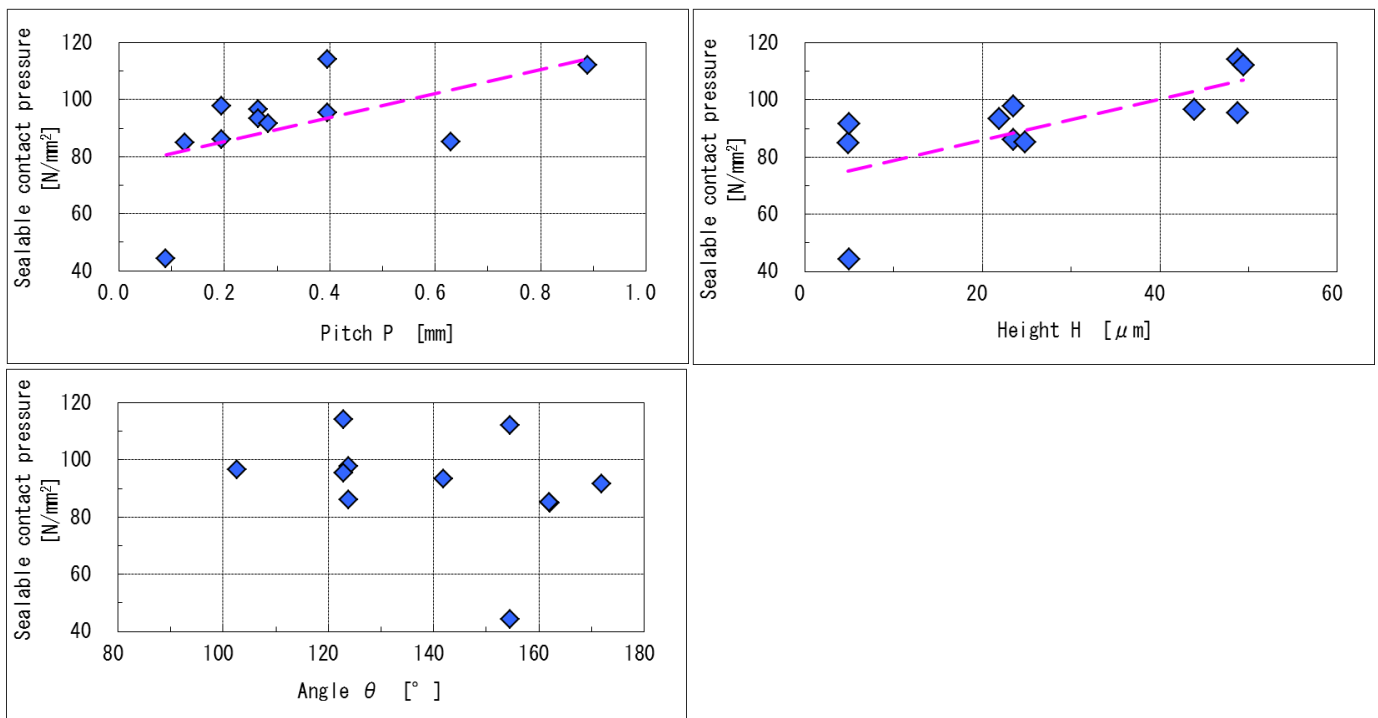 Sealable contact pressure
[N/mm²]
120
100
80
60
40
0.0 0.2 0.4 0.6 0.8 1.0
Pitch P [mm]
Sealable contact pressure
[N/mm²]
120
100
80
60
40
0 20 40 60
Height H [μm]
Sealable contact pressure
[N/mm²]
120
100
80
60
40
80 100 120 140 160 180
Angle θ [°]